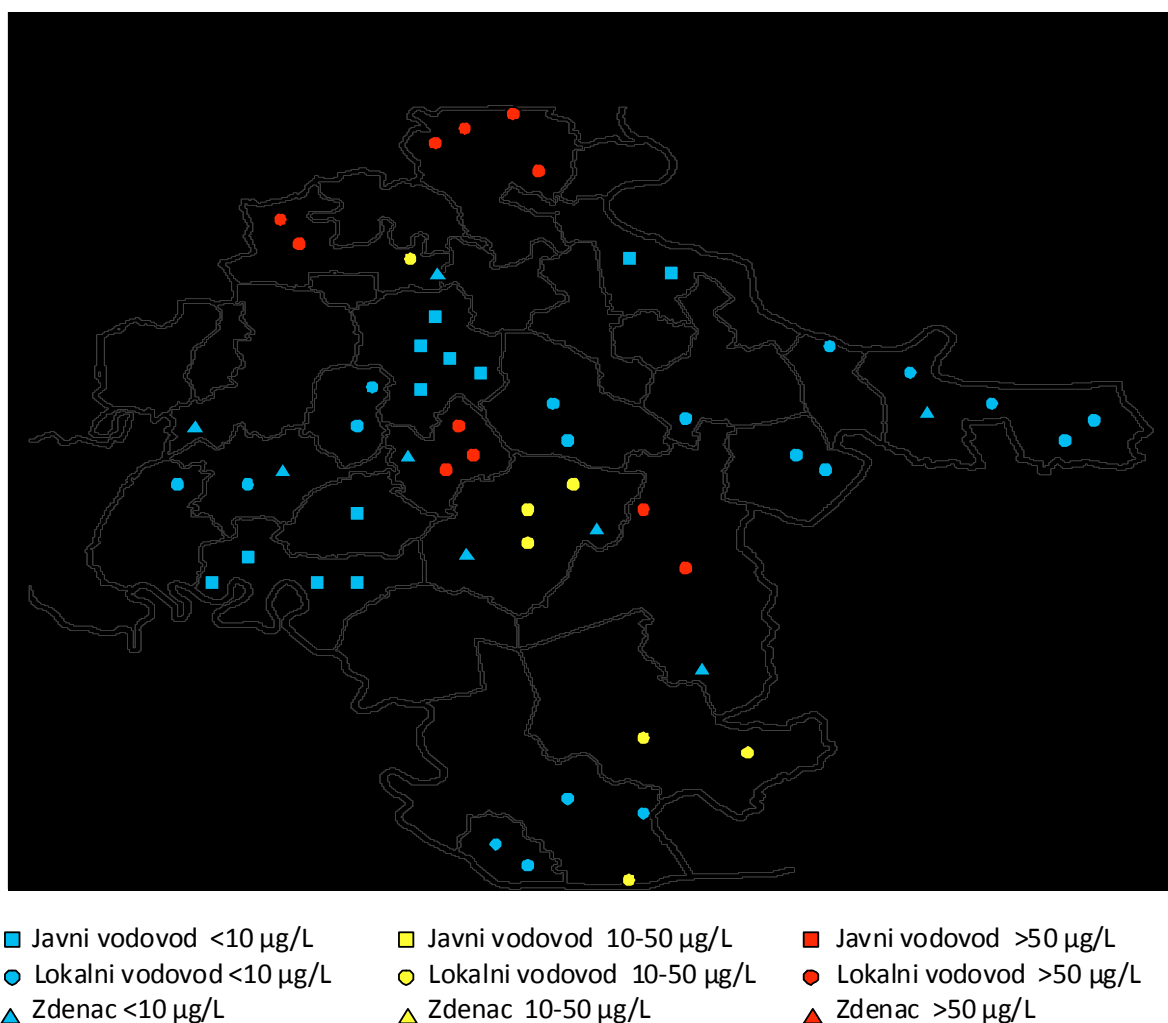 Javni vodovod <10 µg/L Javni vodovod 10-50 µg/L Javni vodovod >50 µg/L
Lokalni vodovod <10 µg/L Lokalni vodovod 10-50 µg/L Lokalni vodovod >50 µg/L
Zdenac <10 µg/L Zdenac 10-50 µg/L Zdenac >50 µg/L